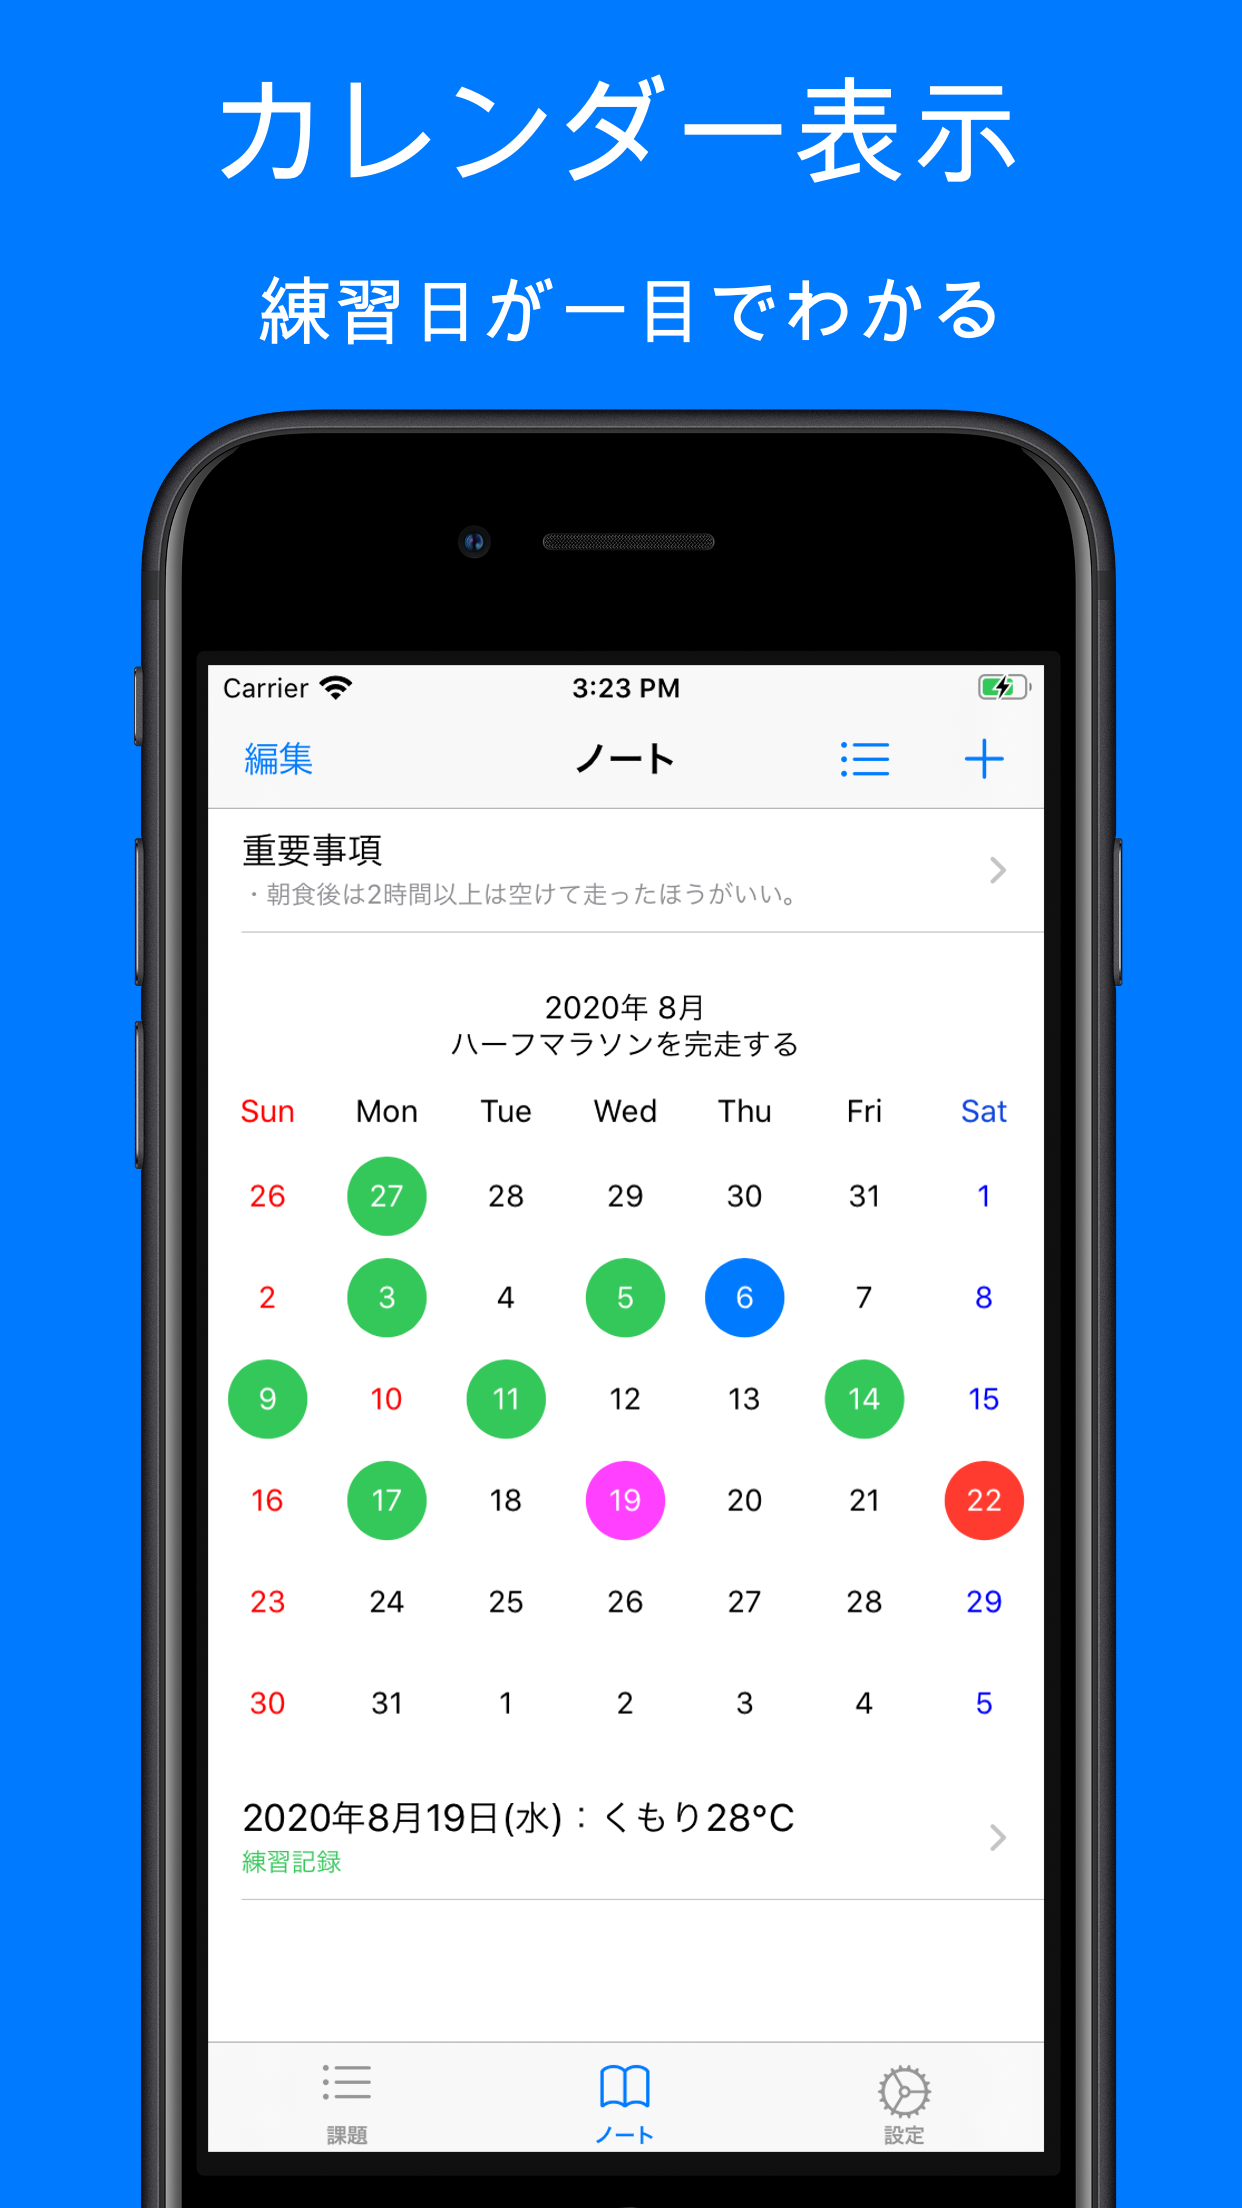 カレンダー表示
練習日が一目でわかる
Carrier 3:23 PM
編集 ノート
重要事項
・朝食後は2時間以上は空けて走ったほうがいい。
2020年 8月
ハーフマラソンを完走する
Sun Mon Tue Wed Thu Fri Sat
26 27 28 29 30 31 1
2 3 4 5 6 7 8
9 10 11 12 13 14 15
16 17 18 19 20 21 22
23 24 25 26 27 28 29
30 31 1 2 3 4 5
2020年8月19日(水)：くもり28°C
練習記録
課題 ノート 設定